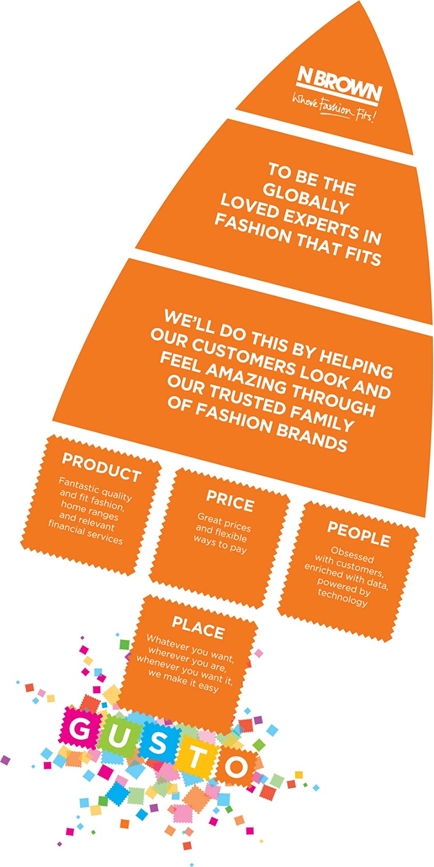 N BROWN
Where Fashion Fits!
TO BE THE
GLOBALLY
LOVED EXPERTS IN
FASHION THAT FITS
WE'LL DO THIS BY HELPING
OUR CUSTOMERS LOOK AND
FEEL AMAZING THROUGH
OUR TRUSTED FAMILY
OF FASHION BRANDS
PRODUCT
Fantastic quality
and fit fashion,
home ranges
and relevant
financial services
PRICE
Great prices
and flexible
ways to pay
PEOPLE
Obsessed
with customers,
enriched with data,
powered by
technology
PLACE
Whatever you want,
wherever you are,
whenever you want it,
we make it easy
GUSTO